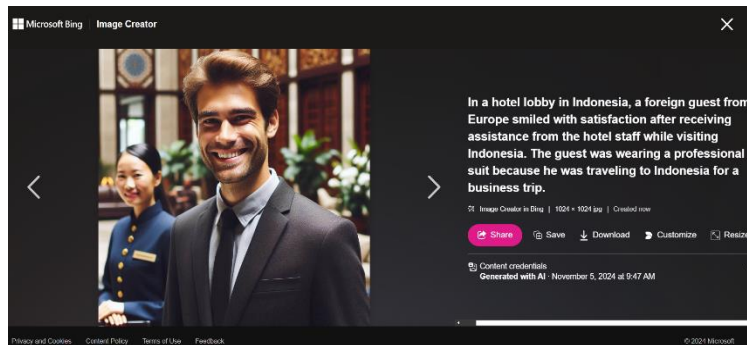 Microsoft Bing Image Creator
In a hotel lobby in Indonesia, a foreign guest from
Europe smiled with satisfaction after receiving
assistance from the hotel staff while visiting
Indonesia. The guest was wearing a professional
suit because he was traveling to Indonesia for a
business trip.
Image Creator in Bing | 1024 × 1024 jpg | Created now
Share Save Download Customize Resize
Content credentials
Generated with AI · November 5, 2024 at 9:47 AM
Privacy and Cookies Content Policy Terms of Use Feedback © 2024 Microsoft